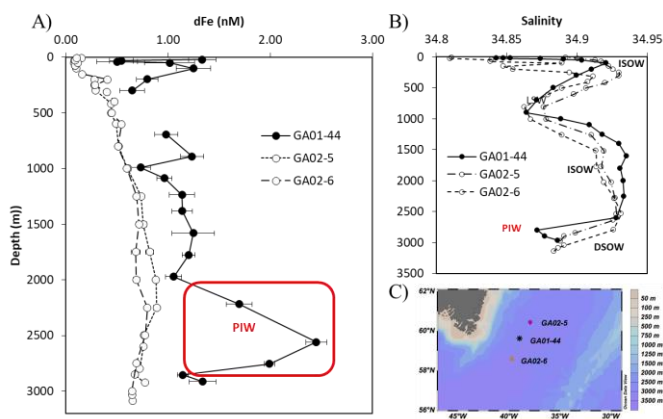 A)
dFe (nM)
0.00 1.00 2.00 3.00
0
500
1000
1500
2000
2500
3000
Depth (m))
GA01-44
GA02-5
GA02-6
PIW
B)
Salinity
34.8 34.85 34.9 34.95
0
500
1000
1500
2000
2500
3000
3500
ISOW
GA01-44
GA02-5
GA02-6
ISOW
PIW
DSOW
C)
62°N
60°N
58°N
56°N
45°W 40°W 35°W 30°W
GA02-5
GA01-44
GA02-6
50 m
250 m
500 m
1000 m
1500 m
2000 m
2500 m
3000 m
3500 m